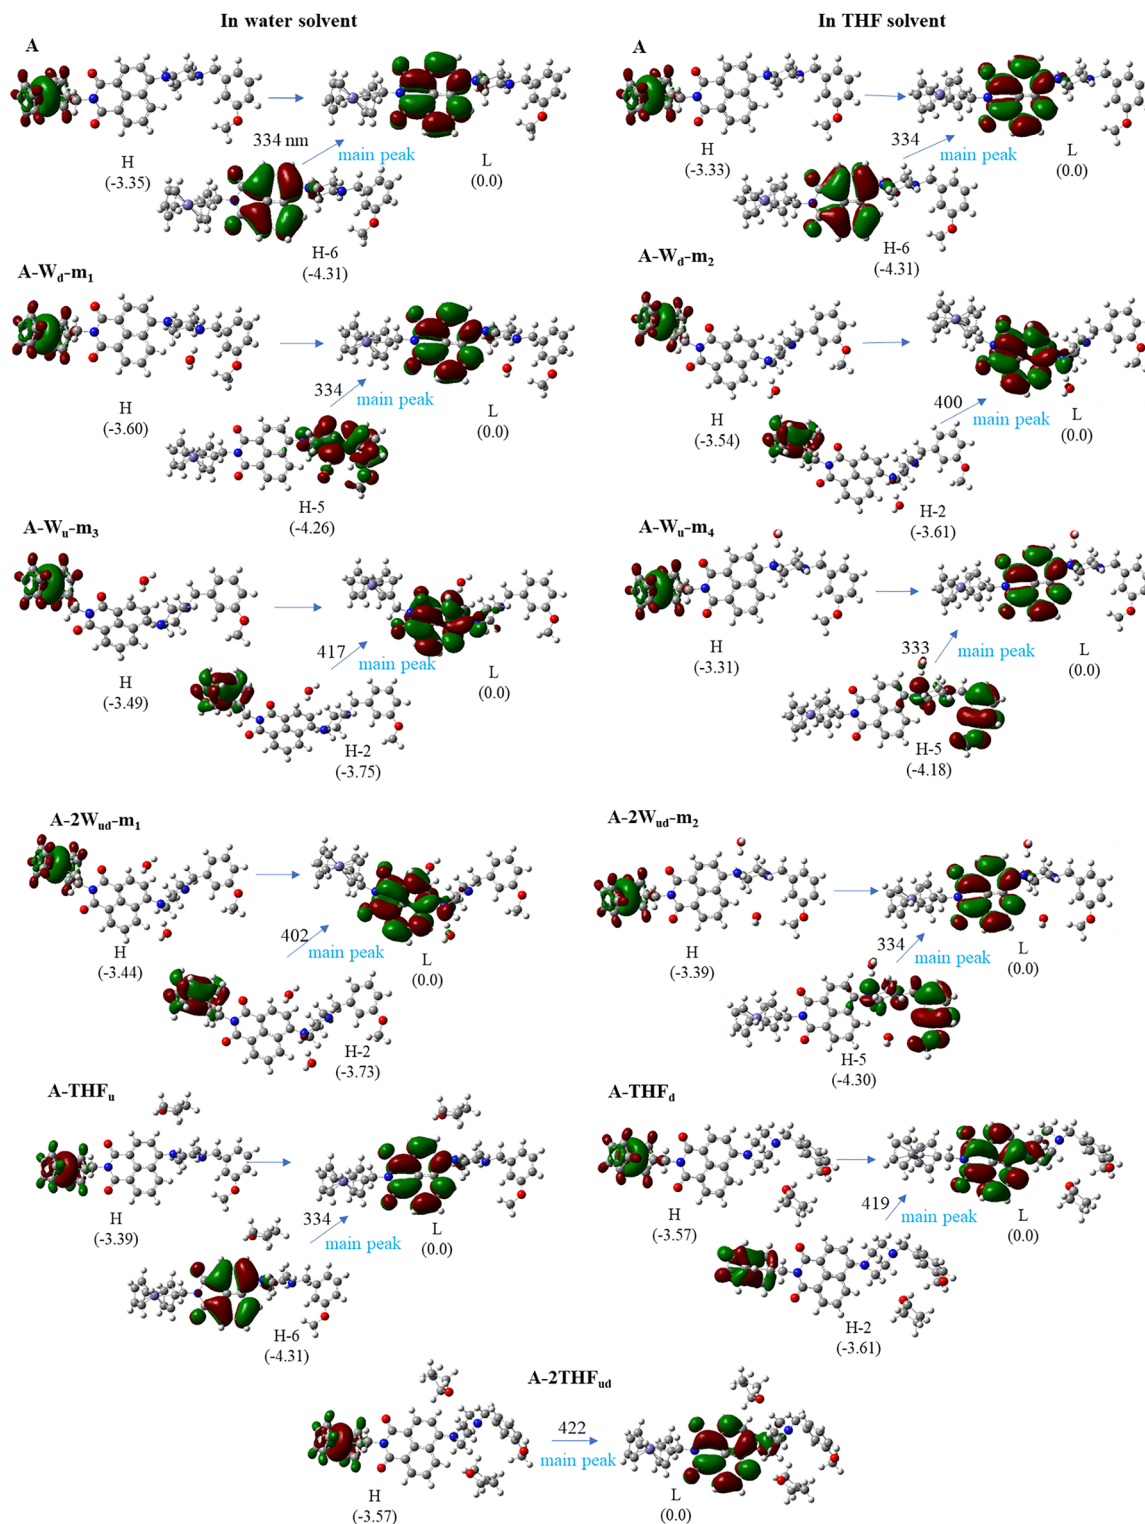 In water solvent
In THF solvent
A
H
(-3.35)
334 nm
main peak
L
(0.0)
H-6
(-4.31)
A
H
(-3.33)
334
main peak
L
(0.0)
H-6
(-4.31)
A-Wd-m1
H
(-3.60)
334
main peak
L
(0.0)
H-5
(-4.26)
A-Wd-m2
H
(-3.54)
400
main peak
L
(0.0)
H-2
(-3.61)
A-Wu-m3
H
(-3.49)
417
main peak
L
(0.0)
H-2
(-3.75)
A-Wu-m4
H
(-3.31)
333
main peak
L
(0.0)
H-5
(-4.18)
A-2Wud-m1
H
(-3.44)
402
main peak
L
(0.0)
H-2
(-3.73)
A-2Wud-m2
H
(-3.39)
334
main peak
L
(0.0)
H-5
(-4.30)
A-THFu
H
(-3.39)
334
main peak
L
(0.0)
H-6
(-4.31)
A-THFd
H
(-3.57)
419
main peak
L
(0.0)
H-2
(-3.61)
A-2THFud
H
(-3.57)
422
main peak
L
(0.0)